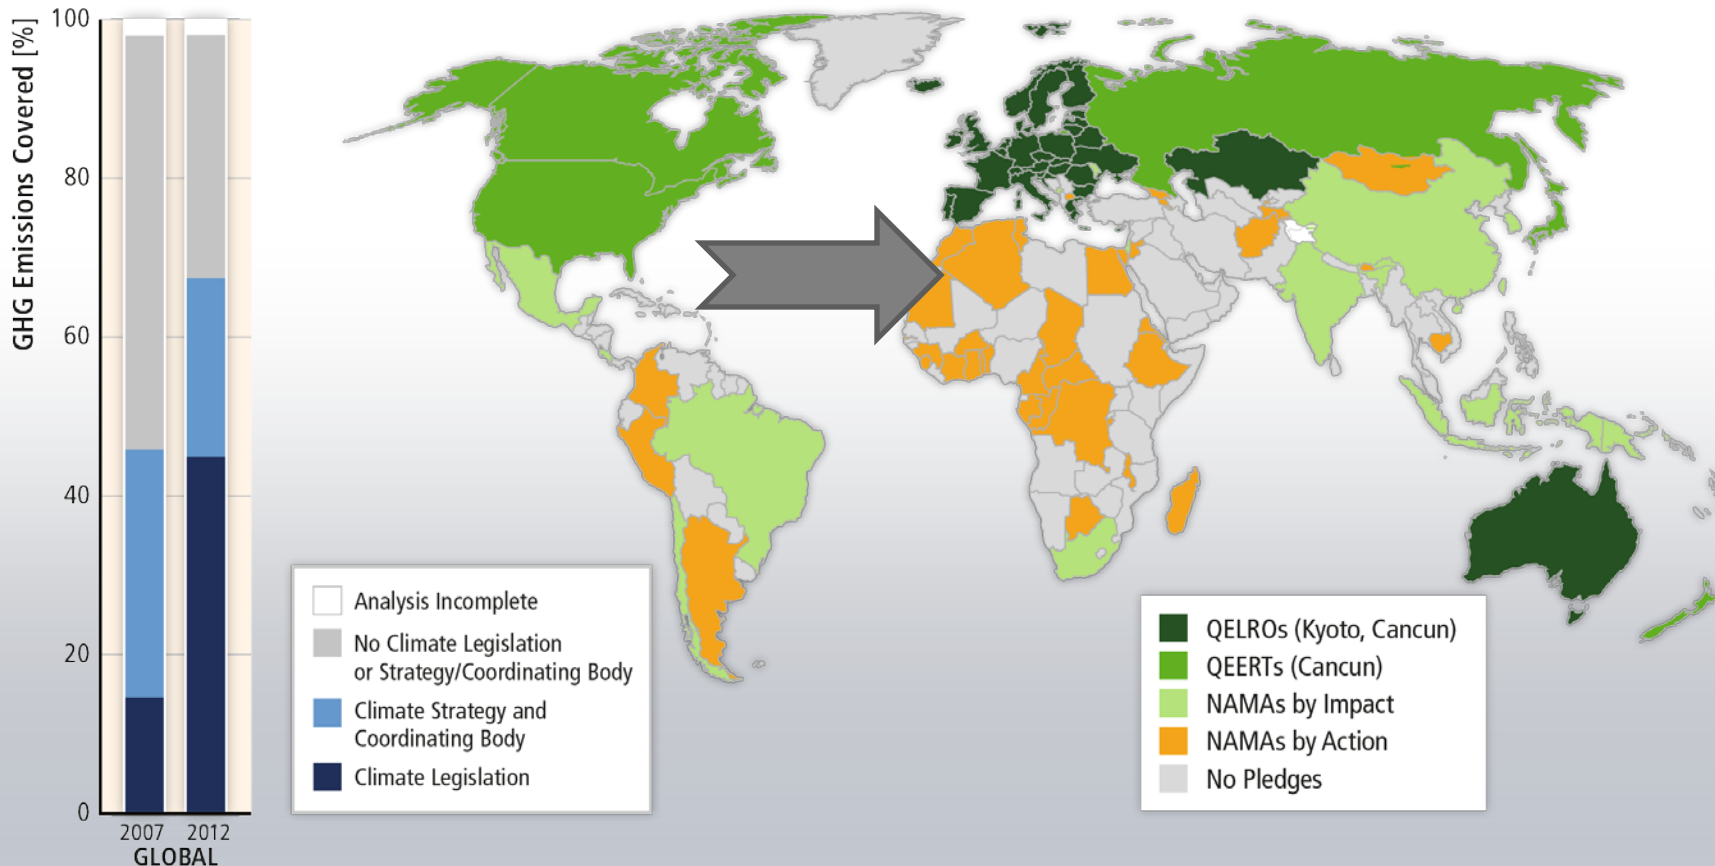 GHG Emissions Covered [%]
100
80
60
40
20
0
2007 2012
GLOBAL
Analysis Incomplete
No Climate Legislation
or Strategy/Coordinating Body
Climate Strategy and
Coordinating Body
Climate Legislation
QELROs (Kyoto, Cancun)
QEERTs (Cancun)
NAMAs by Impact
NAMAs by Action
No Pledges